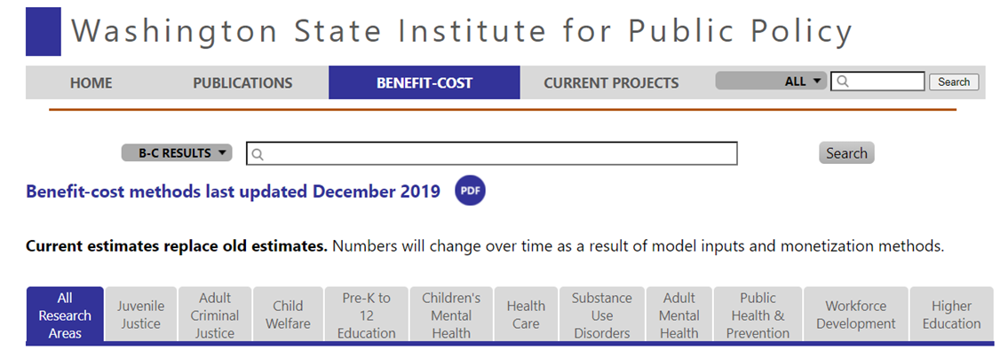 Washington State Institute for Public Policy
HOME PUBLICATIONS BENEFIT-COST CURRENT PROJECTS ALL Search
B-C RESULTS Search
Benefit-cost methods last updated December 2019 PDF
Current estimates replace old estimates. Numbers will change over time as a result of model inputs and monetization methods.
All
Research
Areas
Juvenile
Justice
Adult
Criminal
Justice
Child
Welfare
Pre-K to
12
Education
Children's
Mental
Health
Health
Care
Substance
Use
Disorders
Adult
Mental
Health
Public
Health &
Prevention
Workforce
Development
Higher
Education